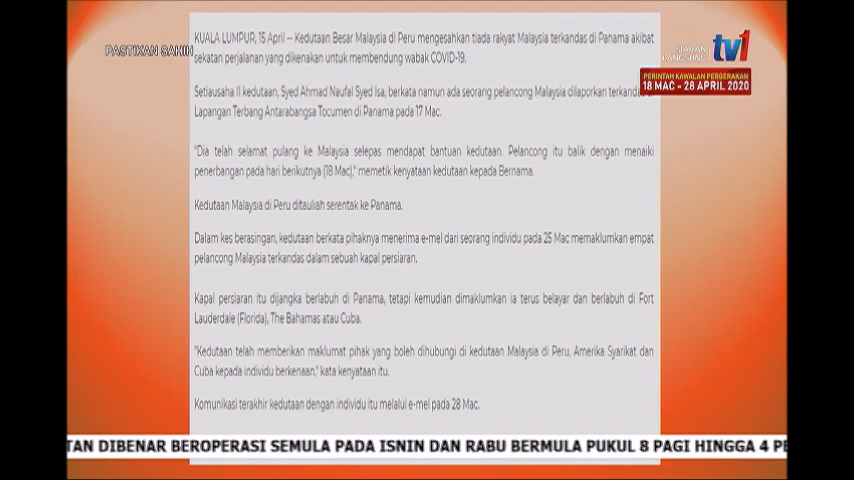 PASTIKAN SAHIH
SIARAN
LANGSUNG
tv1
PERINTAH KAWALAN PERGERAKAN
18 MAC - 28 APRIL 2020
KUALA LUMPUR, 15 April -- Kedutaan Besar Malaysia di Peru mengesahkan tiada rakyat Malaysia terkandas di Panama akibat
sekatan perjalanan yang dikenakan untuk membendung wabak COVID-19.
Setiausaha II kedutaan, Syed Ahmad Naufal Syed Isa, berkata namun ada seorang pelancong Malaysia dilaporkan terkandas di
Lapangan Terbang Antarabangsa Tocumen di Panama pada 17 Mac.
"Dia telah selamat pulang ke Malaysia selepas mendapat bantuan kedutaan. Pelancong itu balik dengan menaiki
penerbangan pada hari berikutnya (18 Mac)," memetik kenyataan kedutaan kepada Bernama.
Kedutaan Malaysia di Peru ditauliah serentak ke Panama.
Dalam kes berasingan, kedutaan berkata pihaknya menerima e-mel dari seorang individu pada 25 Mac memaklumkan empat
pelancong Malaysia terkandas dalam sebuah kapal persiaran.
Kapal persiaran itu dijangka berlabuh di Panama, tetapi kemudian dimaklumkan ia terus belayar dan berlabuh di Fort
Lauderdale (Florida), The Bahamas atau Cuba.
"Kedutaan telah memberikan maklumat pihak yang boleh dihubungi di kedutaan Malaysia di Peru, Amerika Syarikat dan
Cuba kepada individu berkenaan," kata kenyataan itu.
Komunikasi terakhir kedutaan dengan individu itu melalui e-mel pada 28 Mac.
TAN DIBENAR BEROPERASI SEMULA PADA ISNIN DAN RABU BERMULA PUKUL 8 PAGI HINGGA 4 PE